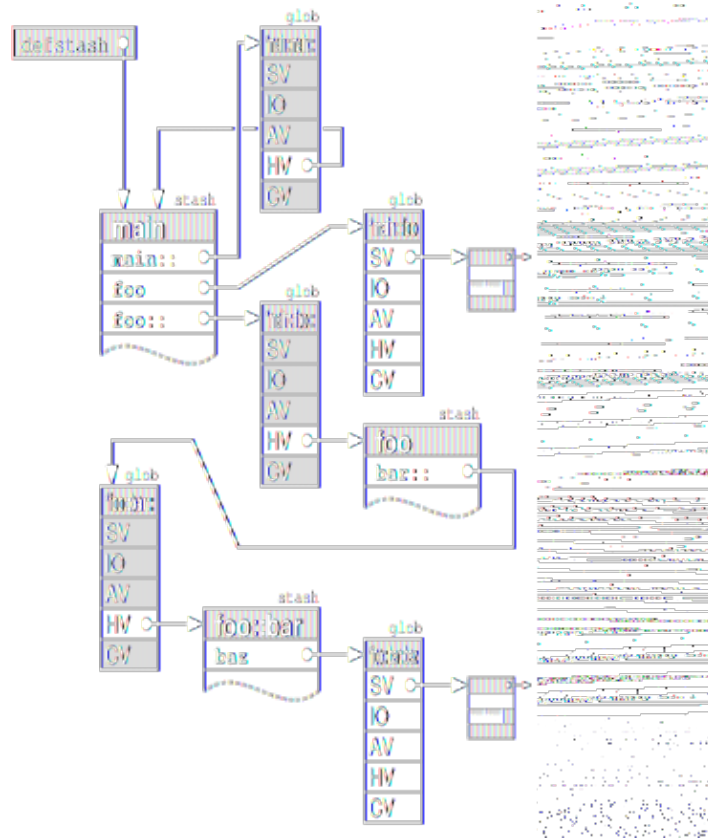 glob
defstash
SV
IO
AV
HV
CV
stash
main
main::
foo
foo::
glob
SV
IO
AV
HV
CV
glob
SV
IO
AV
HV
CV
stash
foo
bar::
glob
SV
IO
AV
HV
CV
stash
foo::bar
baz
glob
SV
IO
AV
HV
CV